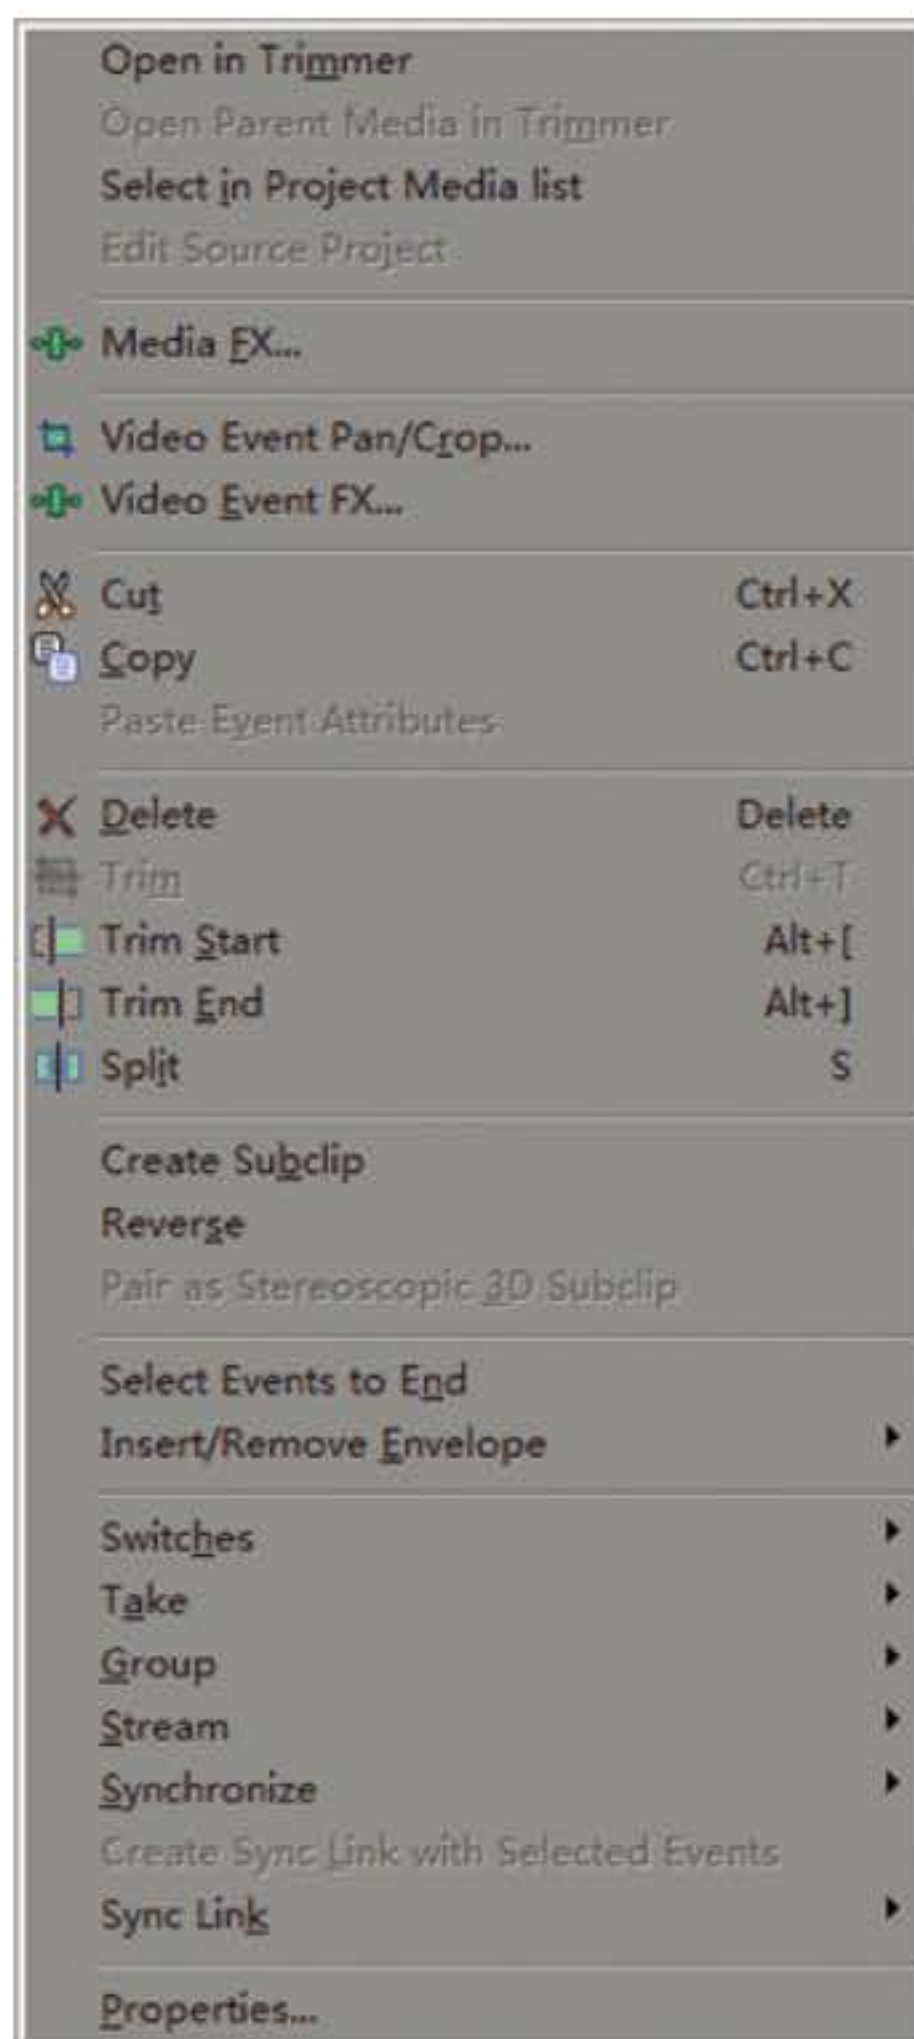 Open in Trimmer
Open Parent Media in Trimmer
Select in Project Media list
Edit Source Project
Media FX...
Video Event Pan/Crop...
Video Event FX...
Cut Ctrl+X
Copy Ctrl+C
Paste Event Attributes
Delete Delete
Trim Ctrl+T
Trim Start Alt+[
Trim End Alt+]
Split S
Create Subclip
Reverse
Pair as Stereoscopic 3D Subclip
Select Events to End
Insert/Remove Envelope
Switches
Take
Group
Stream
Synchronize
Create Sync Link with Selected Events
Sync Link
Properties...